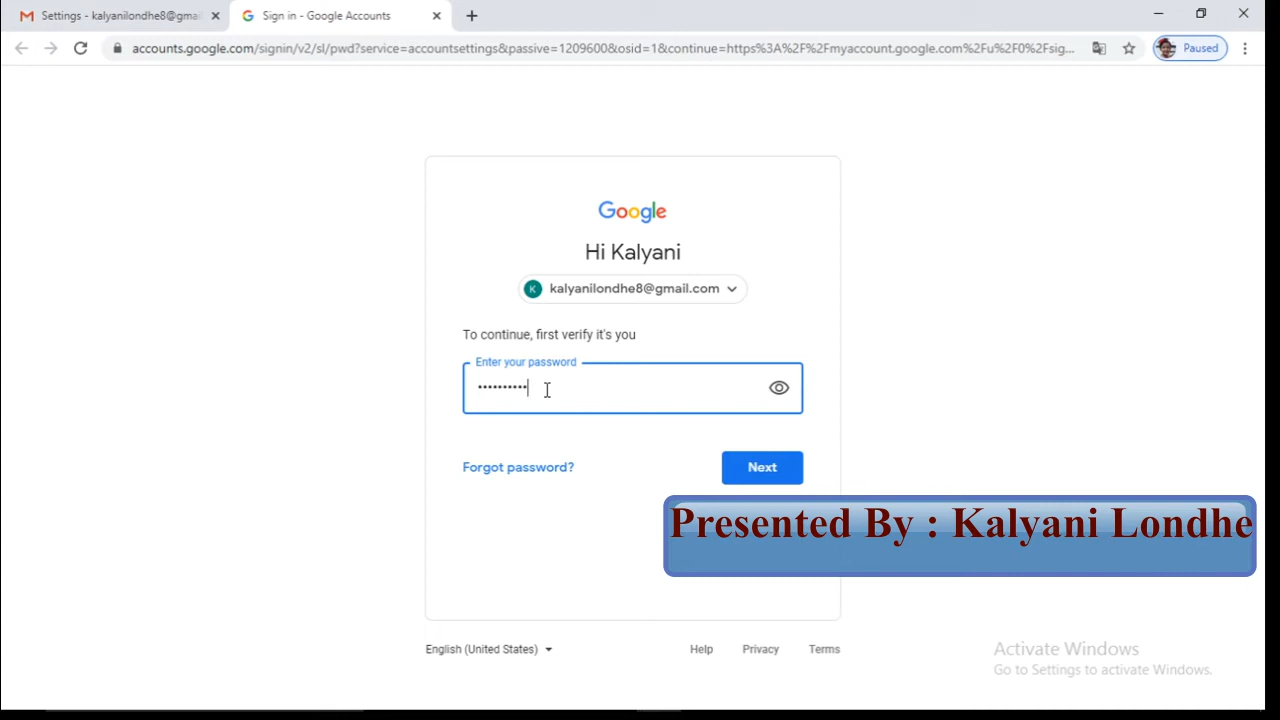 Settings - kalyanilondhe8@gmai
Sign in - Google Accounts
accounts.google.com/signin/v2/sl/pwd?service=accountsettings&passive=1209600&osid=1&continue=https%3A%2F%2Fmyaccount.google.com%2Fu%2F0%2Fsig...
Paused
Google
Hi Kalyani
K kalyanilondhe8@gmail.com
To continue, first verify it's you
Enter your password
••••••••••
Forgot password?
Next
Presented By : Kalyani Londhe
English (United States)
Help
Privacy
Terms
Activate Windows
Go to Settings to activate Windows.